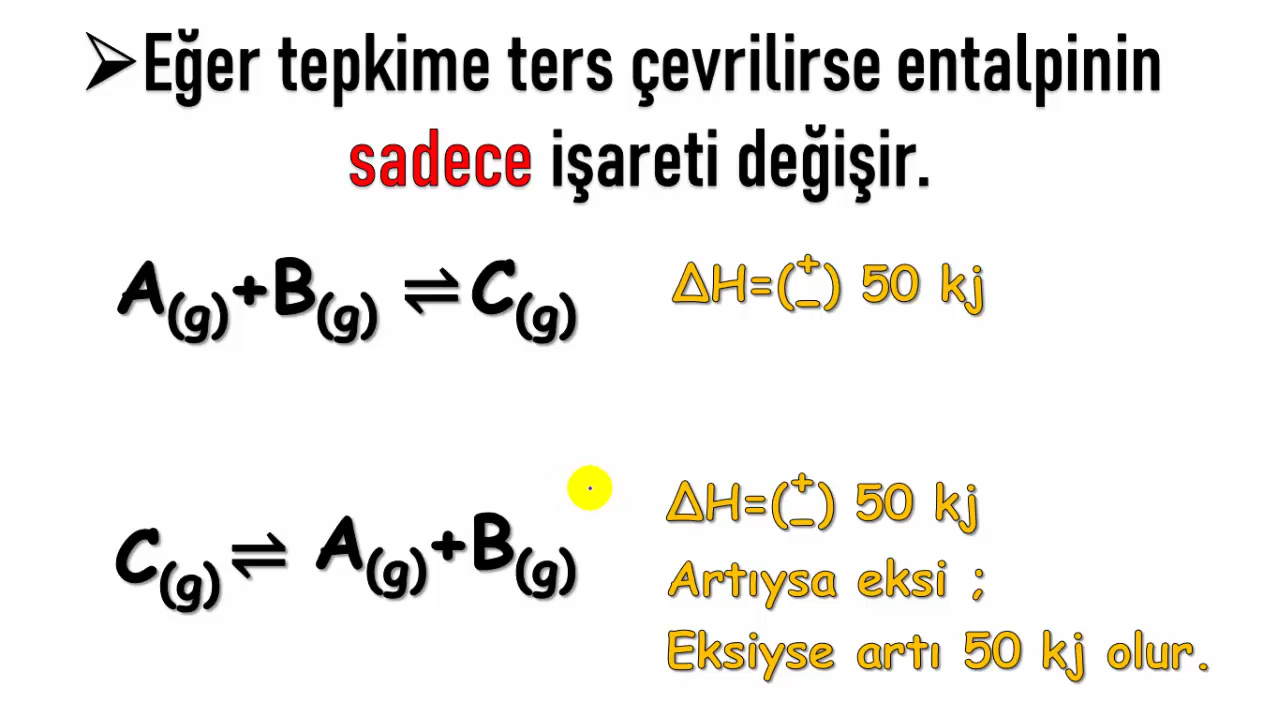 ➢Eğer tepkime ters çevrilirse entalpinin
sadece işareti değişir.
A(g)+B(g) ⇌ C(g) ΔH=(±) 50 kj
C(g) ⇌ A(g)+B(g) ΔH=(±) 50 kj
Artıysa eksi ;
Eksiyse artı 50 kj olur.